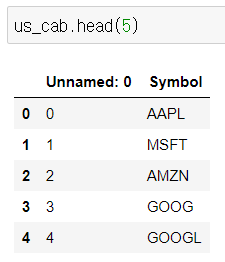 us_cab.head(5)
Unnamed: 0 Symbol
0 0 AAPL
1 1 MSFT
2 2 AMZN
3 3 GOOG
4 4 GOOGL